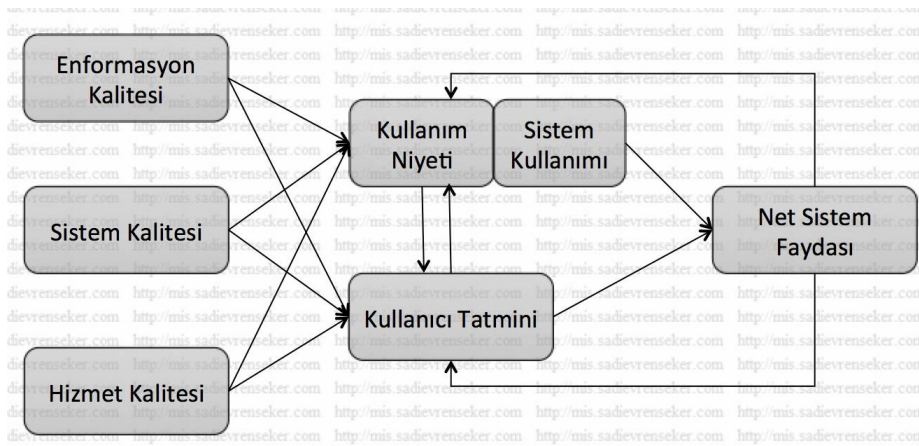 Enformasyon
Kalitesi
Kullanım
Niyeti
Sistem
Kullanımı
Sistem Kalitesi
Net Sistem
Faydası
Kullanıcı Tatmini
Hizmet Kalitesi
http://mis.sadievrenseker.com